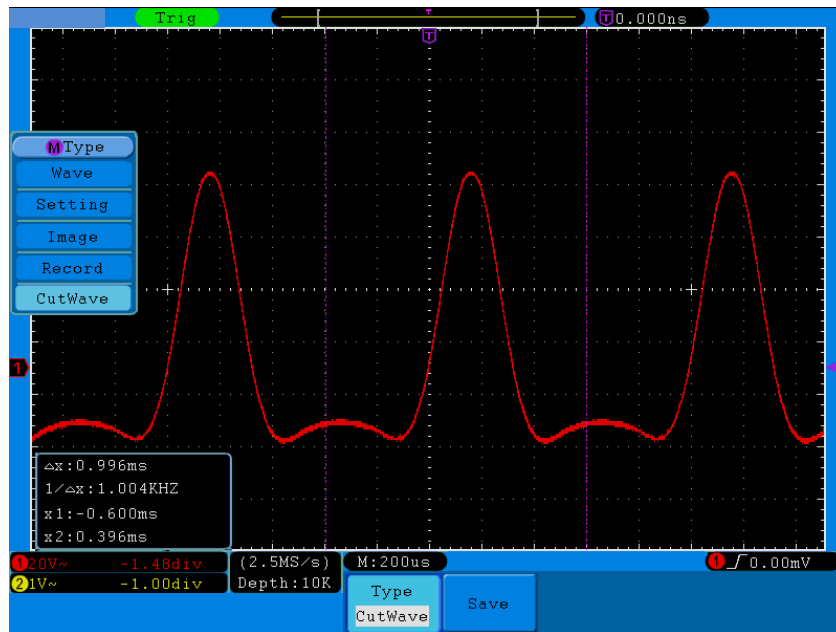 Trig
T 0.000ns
T
M Type
Wave
Setting
Image
Record
CutWave
1
△x:0.996ms
1/△x:1.004KHZ
x1:-0.600ms
x2:0.396ms
1 20V~ -1.48div (2.5MS/s) M:200us 1 0.00mV
2 1V~ -1.00div Depth:10K
Type
CutWave
Save